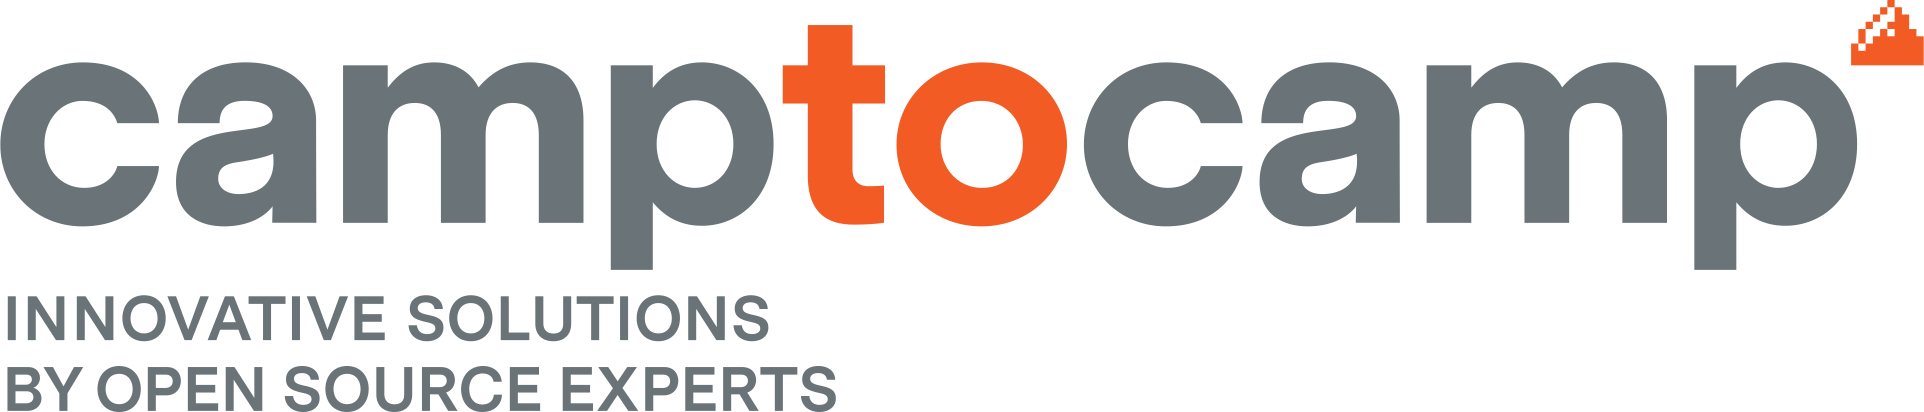 camptocamp
INNOVATIVE SOLUTIONS
BY OPEN SOURCE EXPERTS